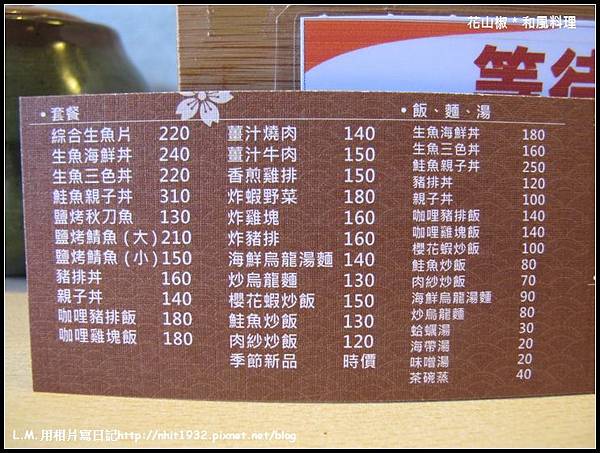 花山椒 * 和風料理
等待
• 套餐
綜合生魚片 220
生魚海鮮丼 240
生魚三色丼 220
鮭魚親子丼 310
鹽烤秋刀魚 130
鹽烤鯖魚(大) 210
鹽烤鯖魚(小) 150
豬排丼 160
親子丼 140
咖哩豬排飯 180
咖哩雞塊飯 180
薑汁燒肉 140
薑汁牛肉 150
香煎雞排 150
炸蝦野菜 180
炸雞塊 160
炸豬排 160
海鮮烏龍湯麵 140
炒烏龍麵 130
櫻花蝦炒飯 150
鮭魚炒飯 130
肉紗炒飯 120
季節新品 時價
• 飯、麵、湯
生魚海鮮丼 180
生魚三色丼 160
鮭魚親子丼 250
豬排丼 120
親子丼 100
咖哩豬排飯 140
咖哩雞塊飯 140
櫻花蝦炒飯 100
鮭魚炒飯 80
肉紗炒飯 70
海鮮烏龍湯麵 90
炒烏龍麵 80
蛤蠣湯 30
海帶湯 20
味噌湯 20
茶碗蒸 40
L.M. 用相片寫日記http://nhit1932.pixnet.net/blog